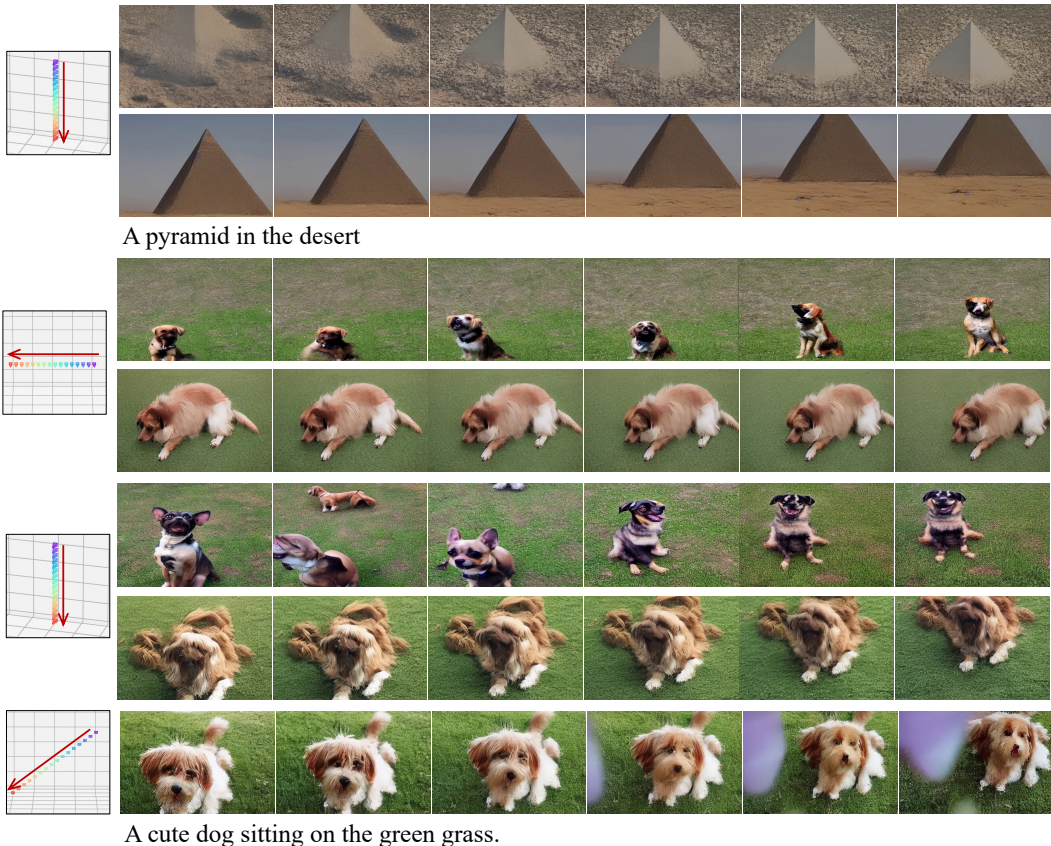 A pyramid in the desert
A cute dog sitting on the green grass.